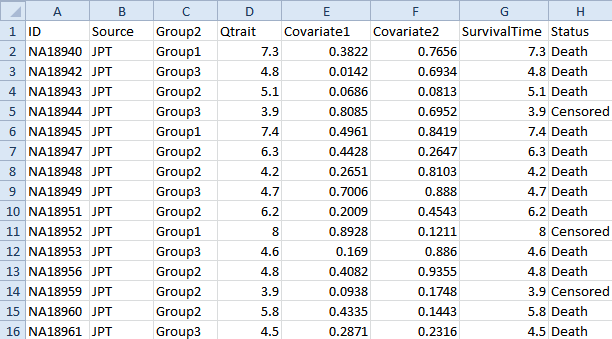 A B C D E F G H
1 ID Source Group2 Qtrait Covariate1 Covariate2 SurvivalTime Status
2 NA18940 JPT Group1 7.3 0.3822 0.7656 7.3 Death
3 NA18942 JPT Group3 4.8 0.0142 0.6934 4.8 Death
4 NA18943 JPT Group2 5.1 0.0686 0.0813 5.1 Death
5 NA18944 JPT Group3 3.9 0.8085 0.6952 3.9 Censored
6 NA18945 JPT Group1 7.4 0.4961 0.8419 7.4 Death
7 NA18947 JPT Group2 6.3 0.4428 0.2647 6.3 Death
8 NA18948 JPT Group2 4.2 0.2651 0.8103 4.2 Death
9 NA18949 JPT Group3 4.7 0.7006 0.888 4.7 Death
10 NA18951 JPT Group2 6.2 0.2009 0.4543 6.2 Death
11 NA18952 JPT Group1 8 0.8928 0.1211 8 Censored
12 NA18953 JPT Group3 4.6 0.169 0.886 4.6 Death
13 NA18956 JPT Group2 4.8 0.4082 0.9355 4.8 Death
14 NA18959 JPT Group2 3.9 0.0938 0.1748 3.9 Censored
15 NA18960 JPT Group2 5.8 0.4335 0.1443 5.8 Death
16 NA18961 JPT Group3 4.5 0.2871 0.2316 4.5 Death